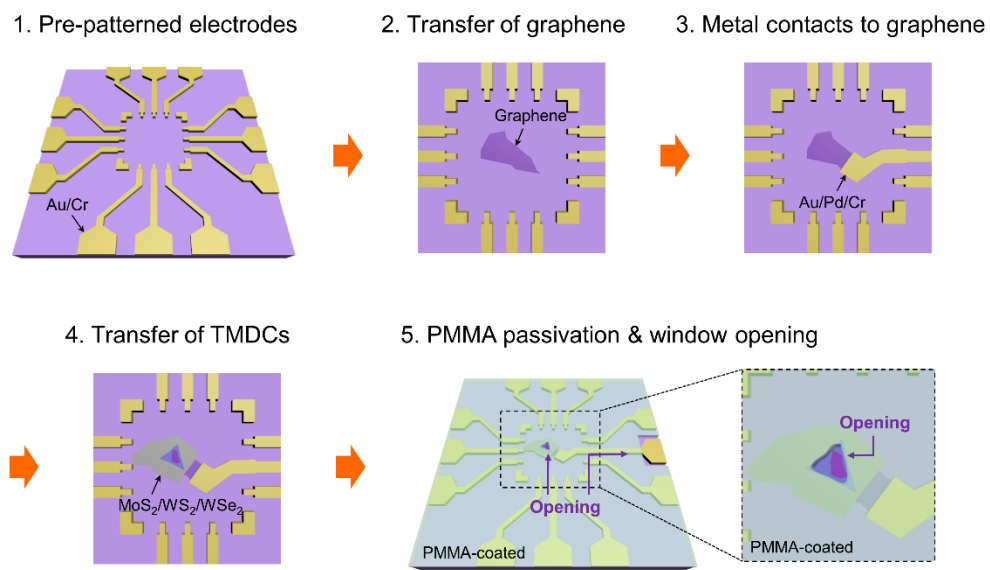 1. Pre-patterned electrodes
2. Transfer of graphene
3. Metal contacts to graphene
Au/Cr
Graphene
Au/Pd/Cr
4. Transfer of TMDCs
5. PMMA passivation & window opening
MoS₂/WS₂/WSe₂
Opening
PMMA-coated
Opening
PMMA-coated